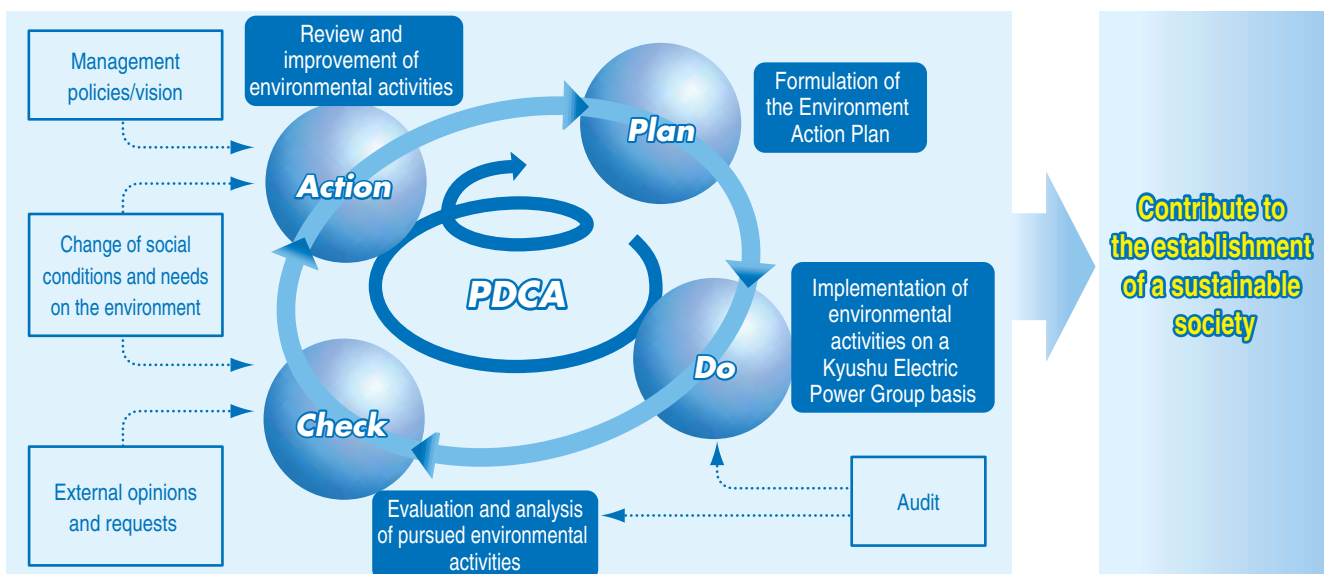 Management
policies/vision
Review and
improvement of
environmental activities
Action
Plan
Formulation of
the Environment
Action Plan
Change of social
conditions and needs
on the environment
PDCA
Do
Implementation of
environmental
activities on a
Kyushu Electric
Power Group basis
Check
External opinions
and requests
Evaluation and analysis
of pursued environmental
activities
Audit
Contribute to
the establishment
of a sustainable
society